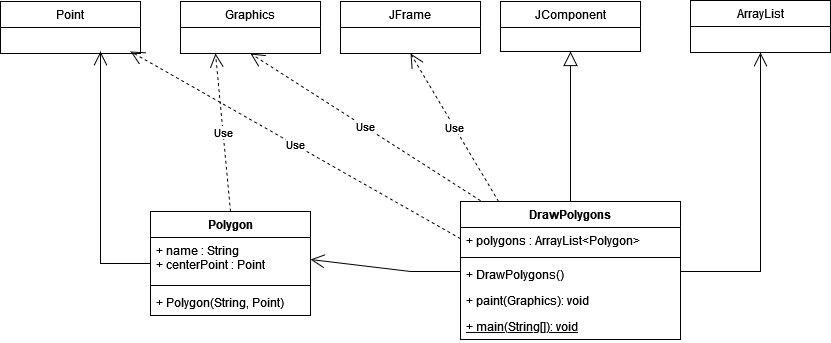 Point
Graphics
JFrame
JComponent
ArrayList
Use
Use
Use
Use
Polygon
+ name : String
+ centerPoint : Point
+ Polygon(String, Point)
DrawPolygons
+ polygons : ArrayList<Polygon>
+ DrawPolygons()
+ paint(Graphics): void
+ main(String[]): void